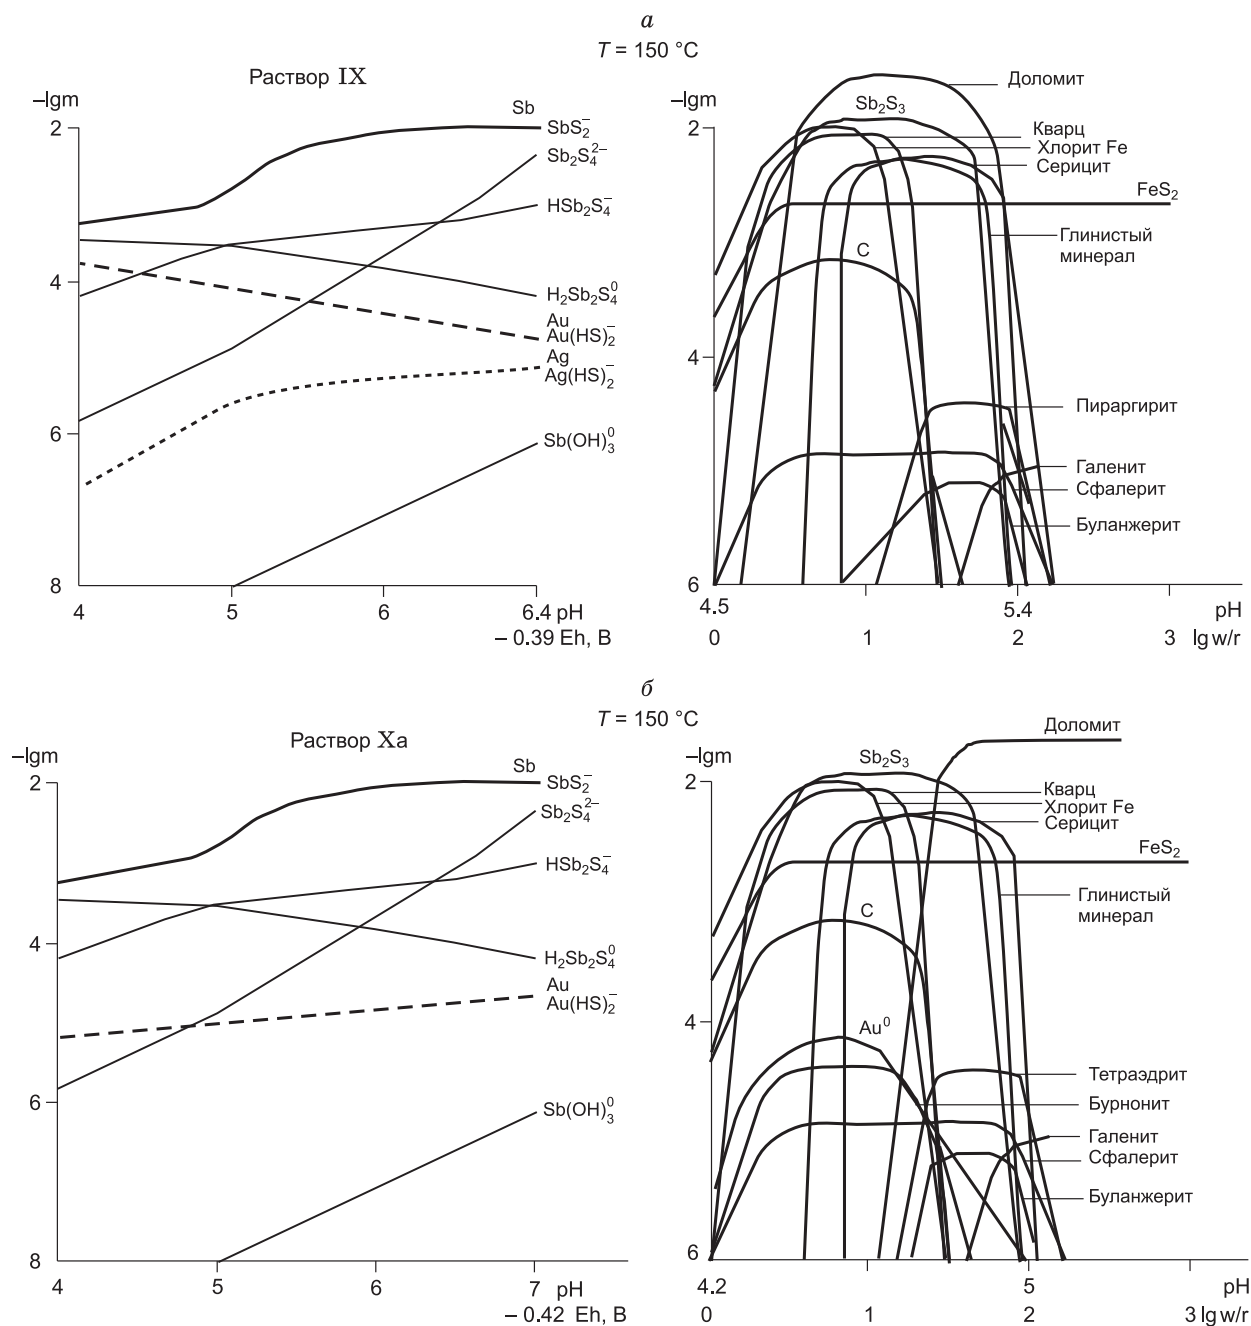 а
T = 150 °C
Раствор IX
–lgm
Sb
SbS₂⁻
Sb₂S₄²⁻
HSb₂S₄⁻
H₂Sb₂S₄⁰
Au
Au(HS)₂⁻
Ag
Ag(HS)₂⁻
Sb(OH)₃⁰
2
4
6
8
4 5 6 6.4 pH
– 0.39 Eh, В
–lgm
Доломит
Sb₂S₃
Кварц
Хлорит Fe
Серицит
FeS₂
Глинистый
минерал
C
Пираргирит
Галенит
Сфалерит
Буланжерит
2
4
6
4.5 5.4 pH
0 1 2 3 lg w/r
б
T = 150 °C
Раствор Xa
–lgm
Sb
SbS₂⁻
Sb₂S₄²⁻
HSb₂S₄⁻
H₂Sb₂S₄⁰
Au
Au(HS)₂⁻
Sb(OH)₃⁰
2
4
6
8
4 5 6 7 pH
– 0.42 Eh, В
–lgm
Доломит
Sb₂S₃
Кварц
Хлорит Fe
Серицит
FeS₂
Глинистый
минерал
C
Au⁰
Тетраэдрит
Бурнонит
Галенит
Сфалерит
Буланжерит
2
4
6
4.2 5 pH
0 1 2 3 lg w/r